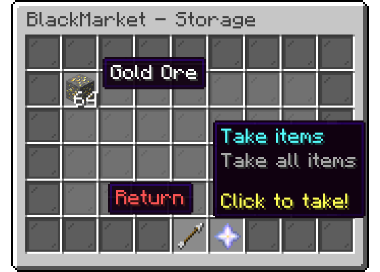 BlackMarket - Storage
Gold Ore
64
Take items
Take all items
Return
Click to take!